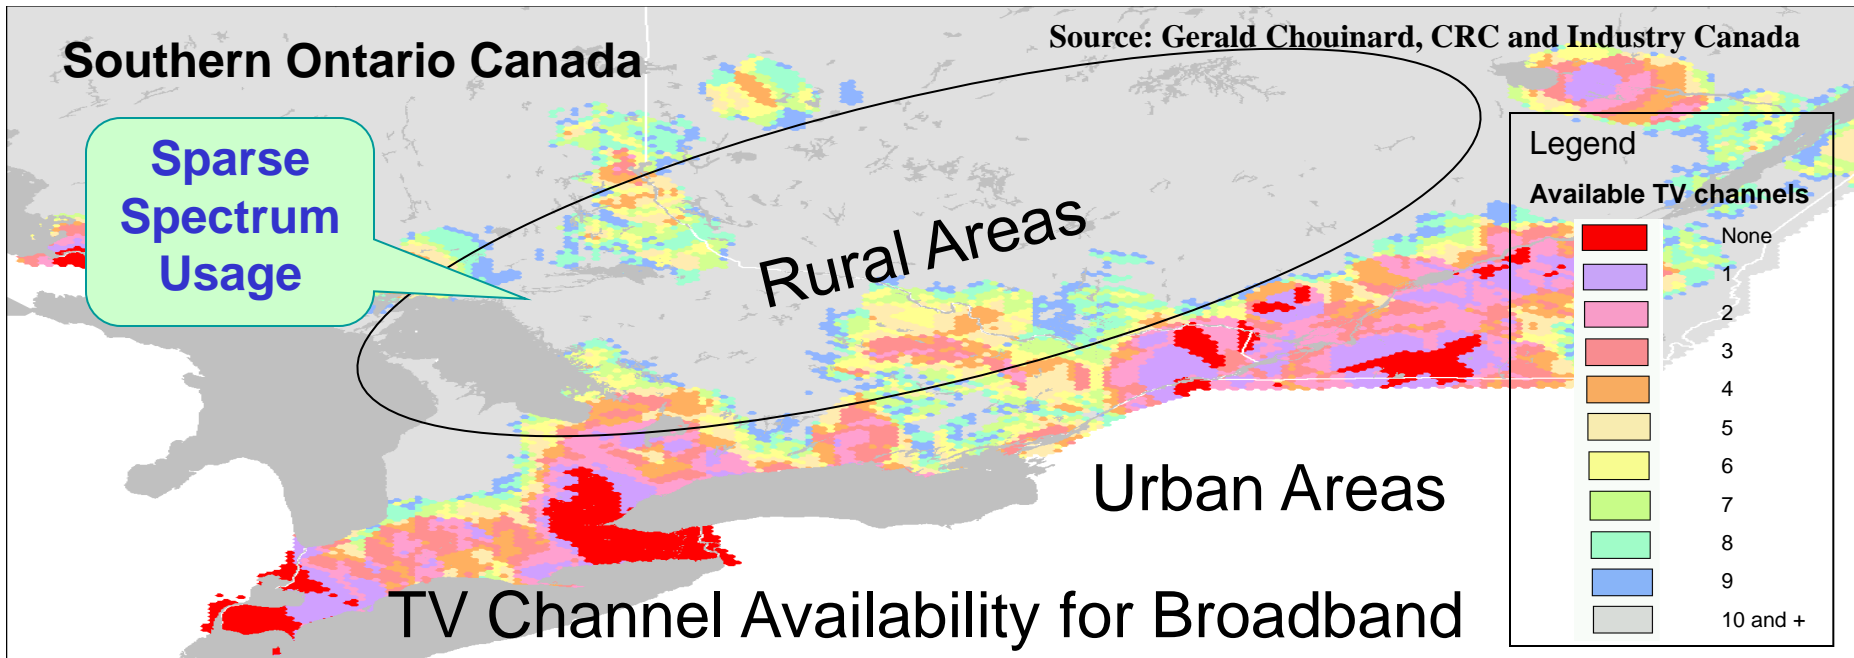 Southern Ontario Canada
Source: Gerald Chouinard, CRC and Industry Canada
Sparse
Spectrum
Usage
Rural Areas
Urban Areas
TV Channel Availability for Broadband
Legend
Available TV channels
None
1
2
3
4
5
6
7
8
9
10 and +